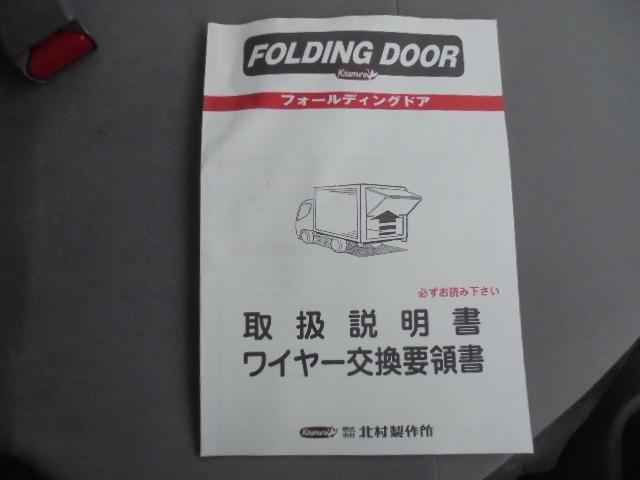 FOLDING DOOR
Kitamura
フォールディングドア
必ずお読み下さい
取扱説明書
ワイヤー交換要領書
Kitamura 株式会社 北村製作所